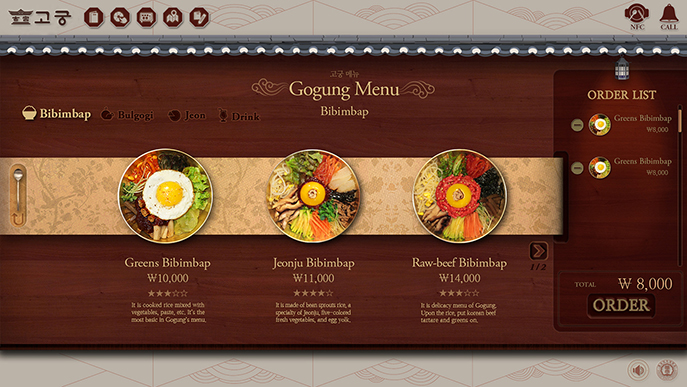 고궁
NFC
CALL
고궁 메뉴
Gogung Menu
Bibimbap
Bibimbap
Bulgogi
Jeon
Drink
ORDER LIST
Greens Bibimbap
₩8,000
Greens Bibimbap
₩8,000
Greens Bibimbap
₩10,000
It is cooked rice mixed with
vegetables, paste, etc. It's the
most basic in Gogung's menu.
Jeonju Bibimbap
₩11,000
It is made of bean sprouts rice, a
specialty of Jeonju, five-colored
fresh vegetables, and egg yolk.
Raw-beef Bibimbap
₩14,000
It is delicacy menu of Gogung.
Upon the rice, put korean beef
tartare and greens on.
1/2
TOTAL
₩ 8,000
ORDER